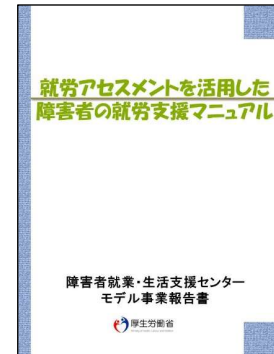 就労アセスメントを活用した
障害者の就労支援マニュアル
障害者就業・生活支援センター
モデル事業報告書
厚生労働省